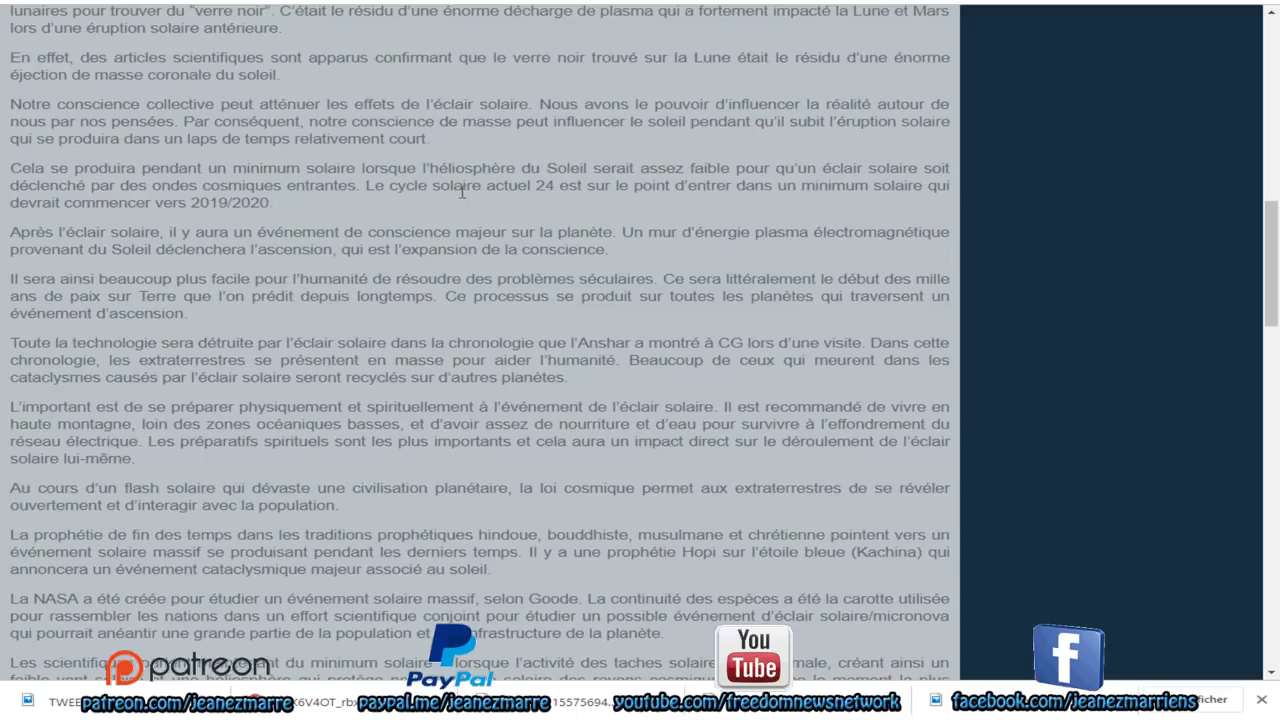 lunaires pour trouver du "verre noir". C’était le résidu d’une énorme décharge de plasma qui a fortement impacté la Lune et Mars
lors d’une éruption solaire antérieure.
En effet, des articles scientifiques sont apparus confirmant que le verre noir trouvé sur la Lune était le résidu d’une énorme
éjection de masse coronale du soleil.
Notre conscience collective peut atténuer les effets de l’éclair solaire. Nous avons le pouvoir d’influencer la réalité autour de
nous par nos pensées. Par conséquent, notre conscience de masse peut influencer le soleil pendant qu’il subit l’éruption solaire
qui se produira dans un laps de temps relativement court.
Cela se produira pendant un minimum solaire lorsque l’héliosphère du Soleil serait assez faible pour qu’un éclair solaire soit
déclenché par des ondes cosmiques entrantes. Le cycle solaire actuel 24 est sur le point d’entrer dans un minimum solaire qui
devrait commencer vers 2019/2020.
Après l’éclair solaire, il y aura un événement de conscience majeur sur la planète. Un mur d’énergie plasma électromagnétique
provenant du Soleil déclenchera l’ascension, qui est l’expansion de la conscience.
Il sera ainsi beaucoup plus facile pour l’humanité de résoudre des problèmes séculaires. Ce sera littéralement le début des mille
ans de paix sur Terre que l’on prédit depuis longtemps. Ce processus se produit sur toutes les planètes qui traversent un
événement d’ascension.
Toute la technologie sera détruite par l’éclair solaire dans la chronologie que l’Anshar a montré à CG lors d’une visite. Dans cette
chronologie, les extraterrestres se présentent en masse pour aider l’humanité. Beaucoup de ceux qui meurent dans les
cataclysmes causés par l’éclair solaire seront recyclés sur d’autres planètes.
L’important est de se préparer physiquement et spirituellement à l’événement de l’éclair solaire. Il est recommandé de vivre en
haute montagne, loin des zones océaniques basses, et d’avoir assez de nourriture et d’eau pour survivre à l’effondrement du
réseau électrique. Les préparatifs spirituels sont les plus importants et cela aura un impact direct sur le déroulement de l’éclair
solaire lui-même.
Au cours d’un flash solaire qui dévaste une civilisation planétaire, la loi cosmique permet aux extraterrestres de se révéler
ouvertement et d’interagir avec la population.
La prophétie de fin des temps dans les traditions prophétiques hindoue, bouddhiste, musulmane et chrétienne pointent vers un
événement solaire massif se produisant pendant les derniers temps. Il y a une prophétie Hopi sur l’étoile bleue (Kachina) qui
annoncera un événement cataclysmique majeur associé au soleil.
La NASA a été créée pour étudier un événement solaire massif, selon Goode. La continuité des espèces a été la carotte utilisée
pour rassembler les nations dans un effort scientifique conjoint pour étudier un possible événement d’éclair solaire/micronova
qui pourrait anéantir une grande partie de la population et infrastructure de la planète.
Les du minimum solaire lorsque l’activité des taches créant ainsi un
patreon
PayPal
You
Tube
TWEE
patreon.com/jeanezmarre
paypal.me/jeanezmarre
15575694...
youtube.com/freedomnewsnetwork
facebook.com/jeanezmarriens